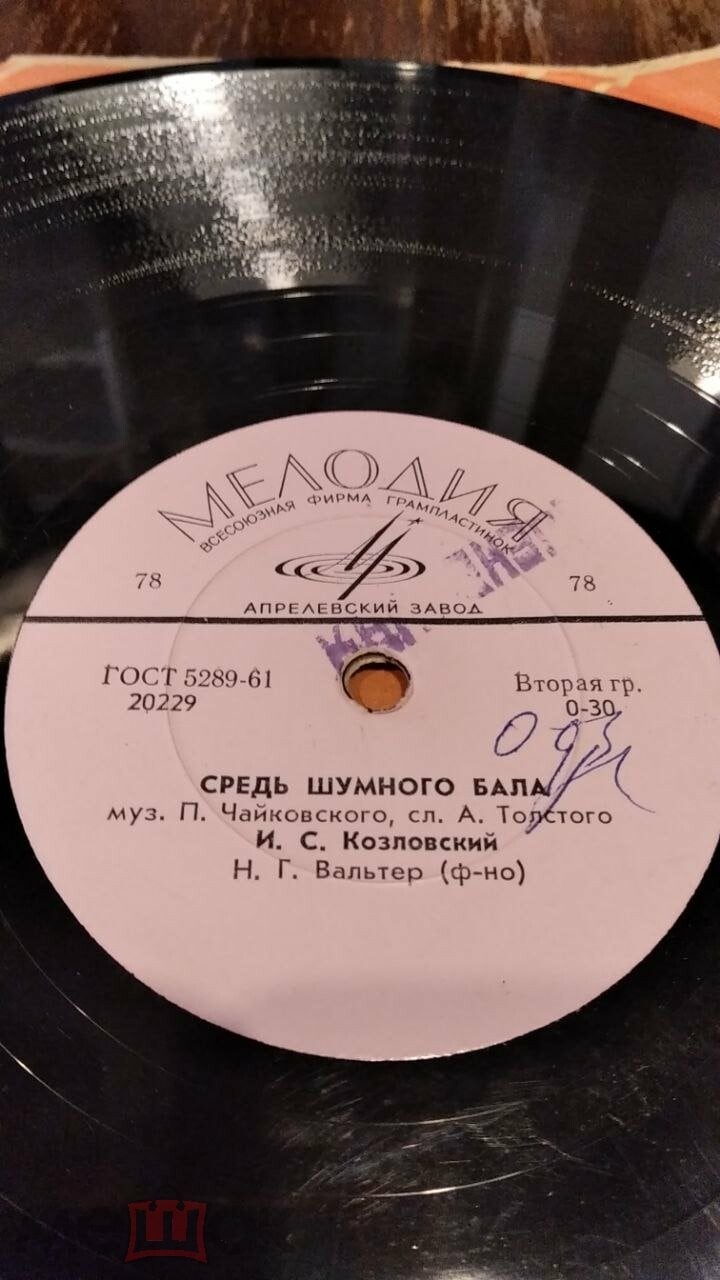 МЕЛОДИЯ
ВСЕСОЮЗНАЯ ФИРМА ГРАМПЛАСТИНОК
78 78
АПРЕЛЕВСКИЙ ЗАВОД
ГОСТ 5289-61 Вторая гр.
20229 0-30
СРЕДЬ ШУМНОГО БАЛА
муз. П. Чайковского, сл. А. Толстого
И. С. Козловский
Н. Г. Вальтер (ф-но)